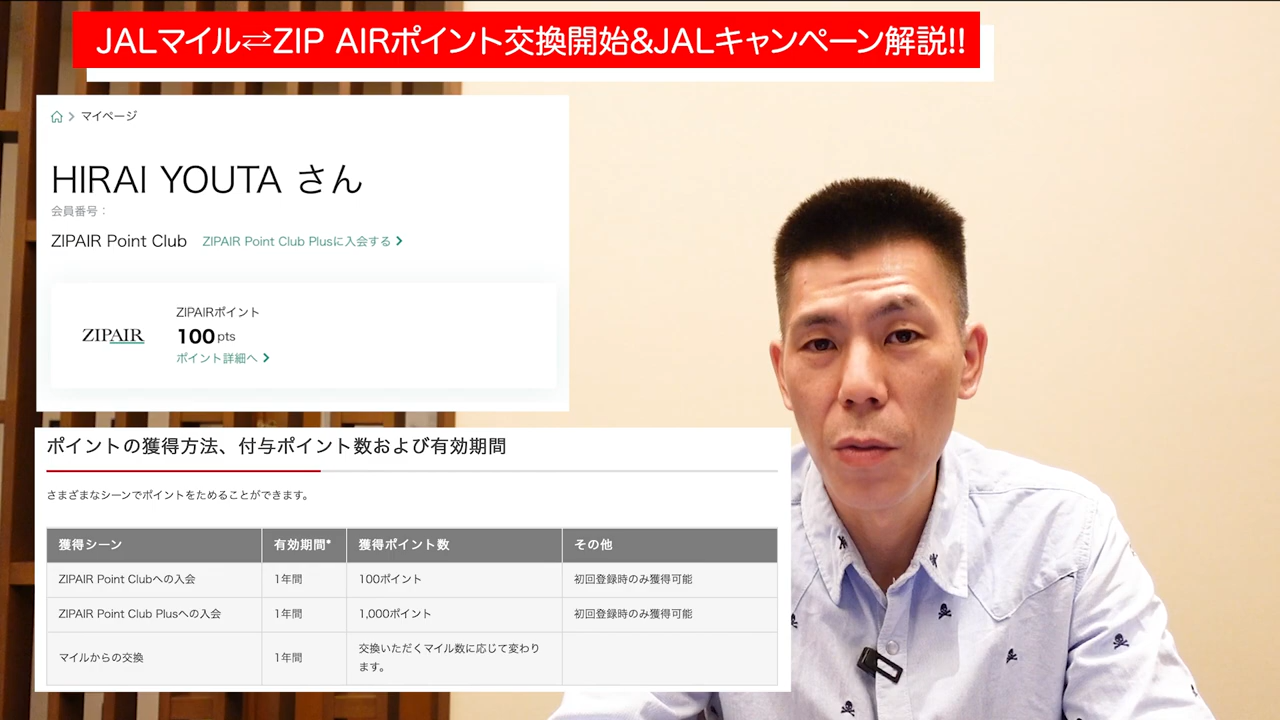 JALマイル⇄ZIP AIRポイント交換開始&JALキャンペーン解説!!
マイページ
HIRAI YOUTA さん
会員番号：
ZIPAIR Point Club ZIPAIR Point Club Plusに入会する
ZIPAIRポイント
ZIPAIR
100 pts
ポイント詳細へ
ポイントの獲得方法、付与ポイント数および有効期間
さまざまなシーンでポイントをためることができます。
獲得シーン 有効期間* 獲得ポイント数 その他
ZIPAIR Point Clubへの入会 1年間 100ポイント 初回登録時のみ獲得可能
ZIPAIR Point Club Plusへの入会 1年間 1,000ポイント 初回登録時のみ獲得可能
マイルからの交換 1年間 交換いただくマイル数に応じて変わり
ます。